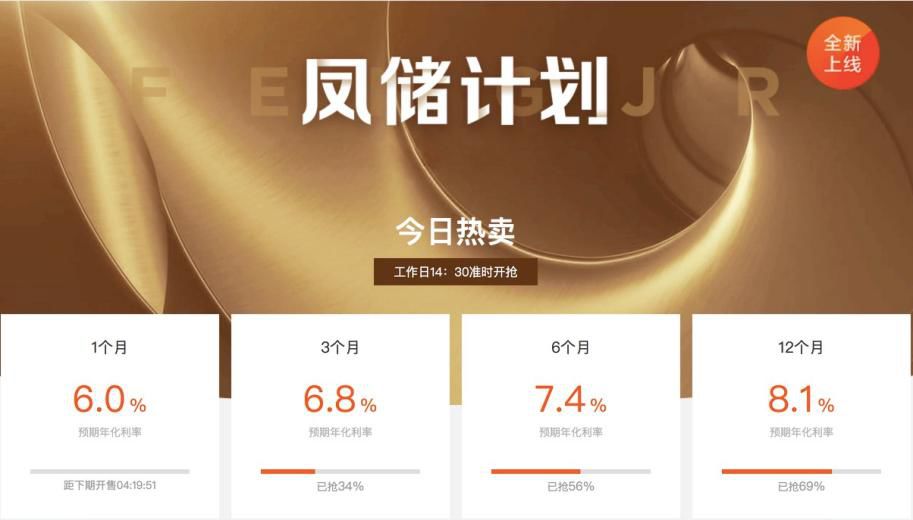 全新
上线
凤储计划
今日热卖
工作日14：30准时开抢
1个月
6.0%
预期年化利率
距下期开售04:19:51
3个月
6.8%
预期年化利率
已抢34%
6个月
7.4%
预期年化利率
已抢56%
12个月
8.1%
预期年化利率
已抢69%